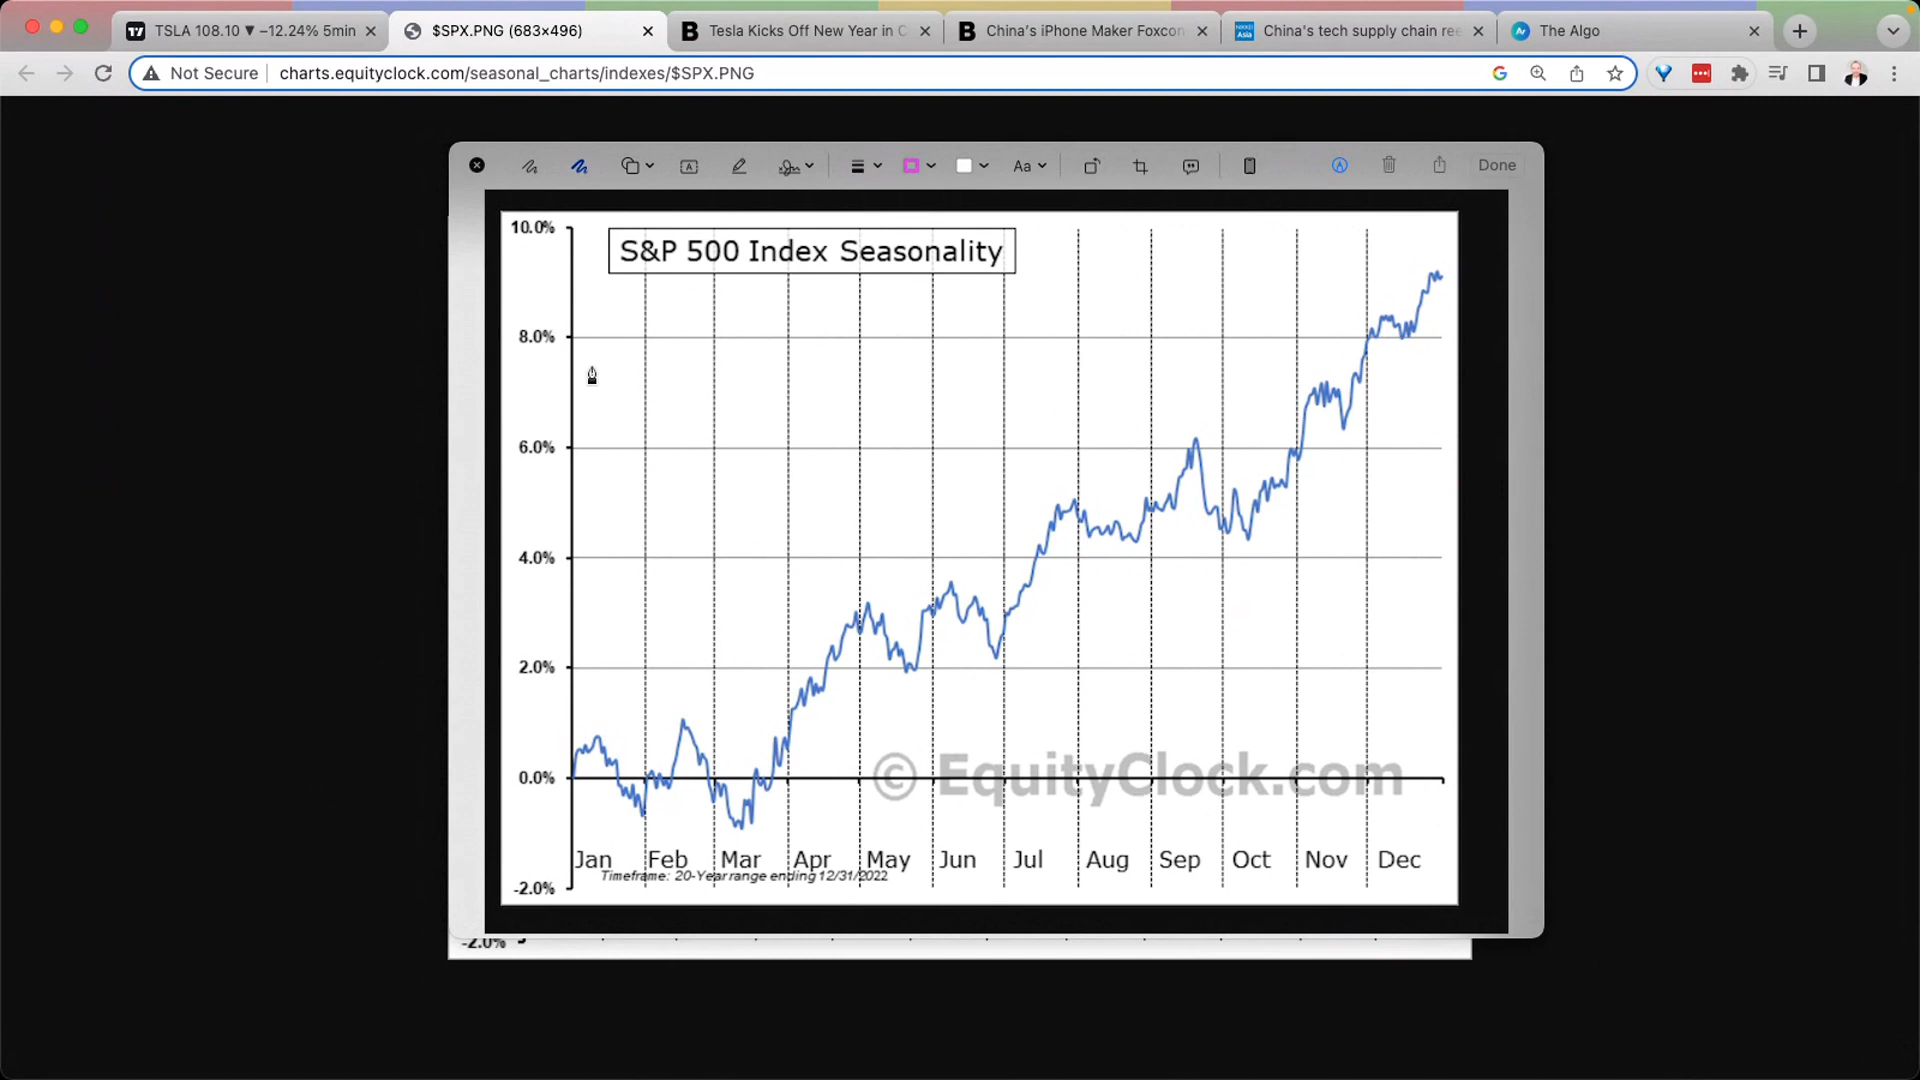 TSLA 108.10 ▼ −12.24% 5min
$SPX.PNG (683×496)
Tesla Kicks Off New Year in C
China's iPhone Maker Foxcon
China's tech supply chain ree
The Algo
Not Secure
charts.equityclock.com/seasonal_charts/indexes/$SPX.PNG
Aa
Done
S&P 500 Index Seasonality
10.0%
8.0%
6.0%
4.0%
2.0%
0.0%
-2.0%
© EquityClock.com
Jan Feb Mar Apr May Jun Jul Aug Sep Oct Nov Dec
Timeframe: 20-Year range ending 12/31/2022
-2.0%